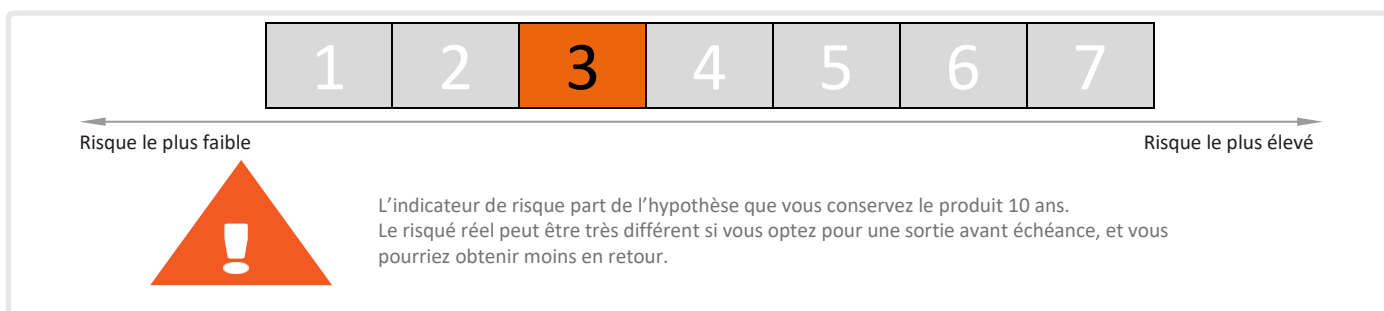 1 2 3 4 5 6 7
Risque le plus faible Risque le plus élevé
L'indicateur de risque part de l'hypothèse que vous conservez le produit 10 ans.
Le risqué réel peut être très différent si vous optez pour une sortie avant échéance, et vous
pourriez obtenir moins en retour.